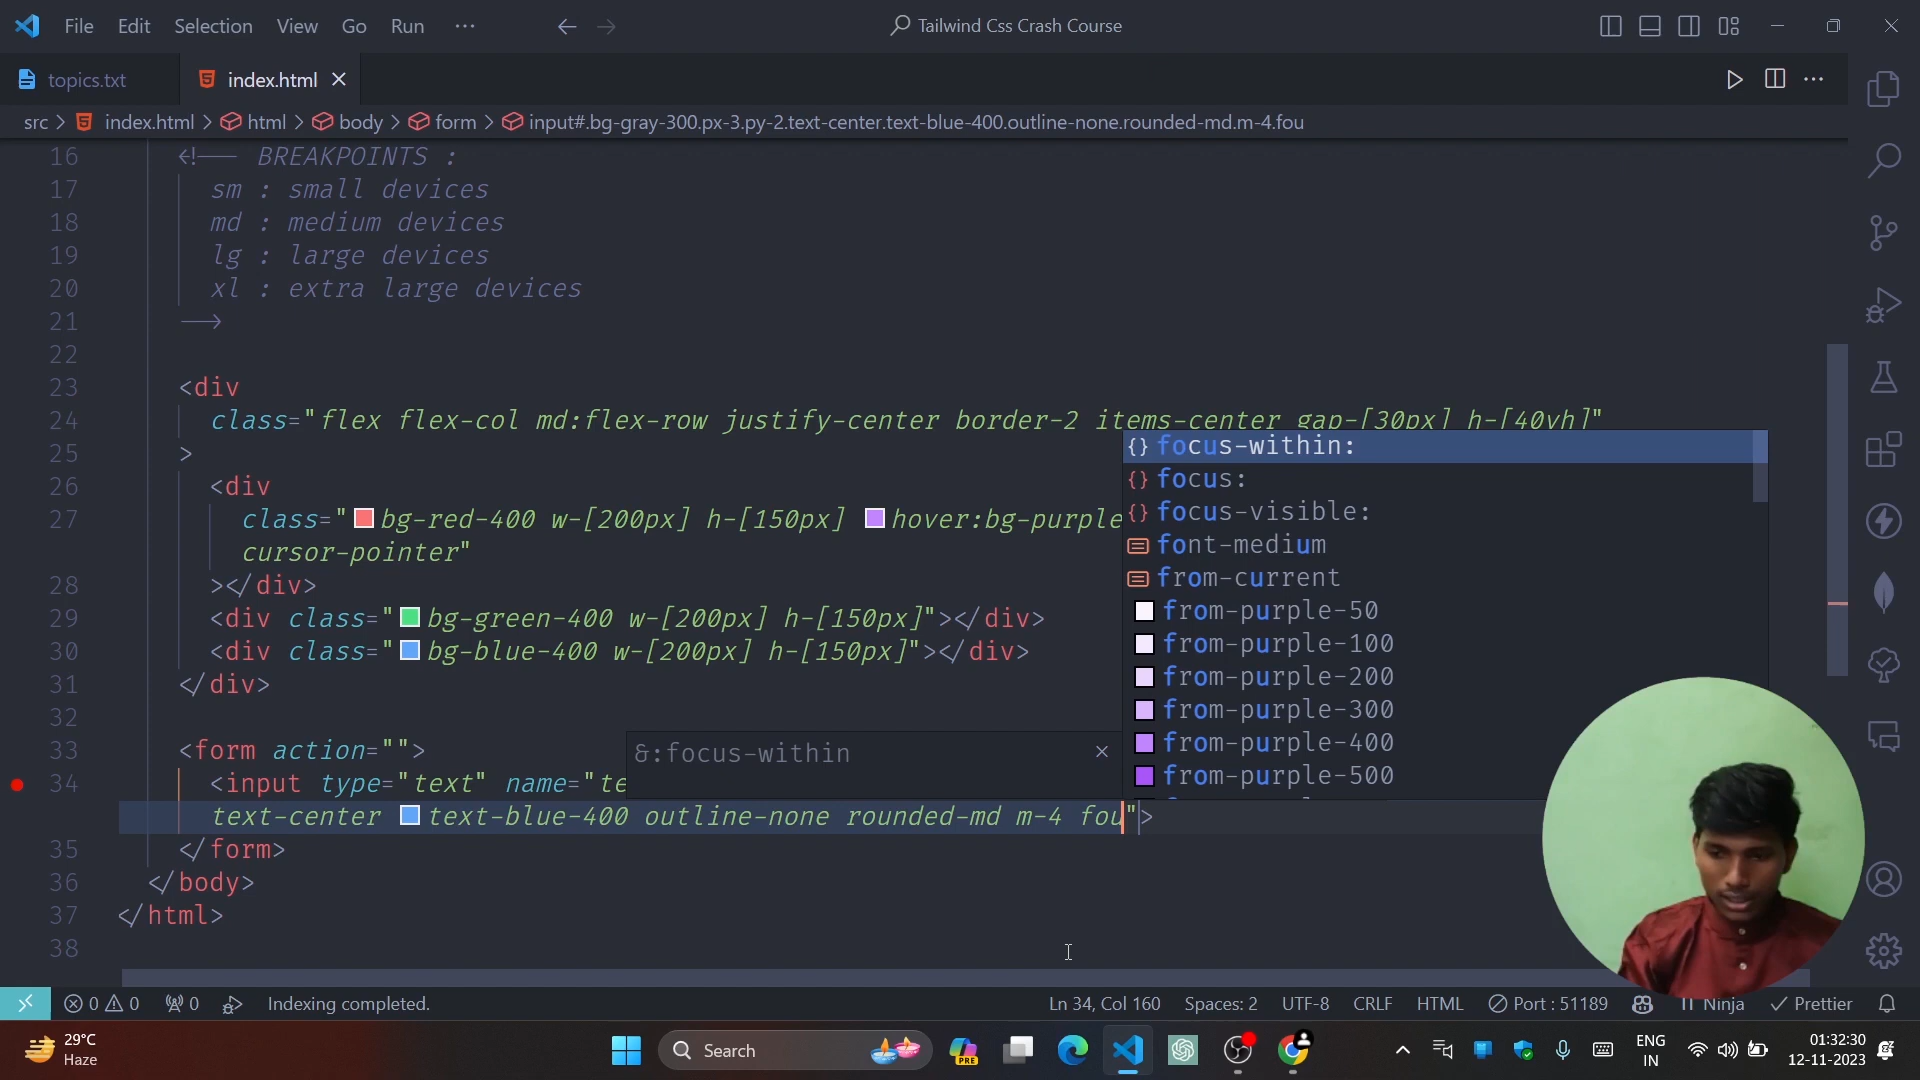 File Edit Selection View Go Run ···
Tailwind Css Crash Course
topics.txt
index.html
src > index.html > html > body > form > input#.bg-gray-300.px-3.py-2.text-center.text-blue-400.outline-none.rounded-md.m-4.fou
16 <!-- BREAKPOINTS :
17 sm : small devices
18 md : medium devices
19 lg : large devices
20 xl : extra large devices
21 -->
22
23 <div
24 class="flex flex-col md:flex-row justify-center border-2 items-center gap-[30px] h-[40vh]"
25 >
26 <div
27 class="bg-red-400 w-[200px] h-[150px] hover:bg-purple
cursor-pointer"
28 ></div>
29 <div class="bg-green-400 w-[200px] h-[150px]"></div>
30 <div class="bg-blue-400 w-[200px] h-[150px]"></div>
31 </div>
32
33 <form action="">
34 <input type="text" name="te
text-center text-blue-400 outline-none rounded-md m-4 fou">
35 </form>
36 </body>
37 </html>
38
{} focus-within:
{} focus:
{} focus-visible:
font-medium
from-current
from-purple-50
from-purple-100
from-purple-200
from-purple-300
from-purple-400
from-purple-500
&:focus-within
0 0 0 Indexing completed. Ln 34, Col 160 Spaces: 2 UTF-8 CRLF HTML Port : 51189 Ninja Prettier
29°C
Haze
Search
PRE
ENG
IN
01:32:30
12-11-2023